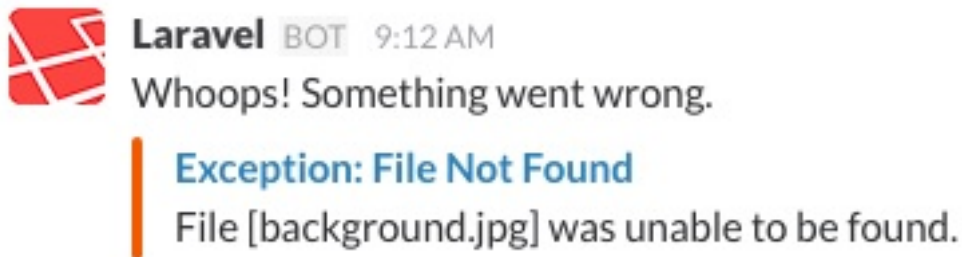 Laravel BOT 9:12 AM
Whoops! Something went wrong.
Exception: File Not Found
File [background.jpg] was unable to be found.